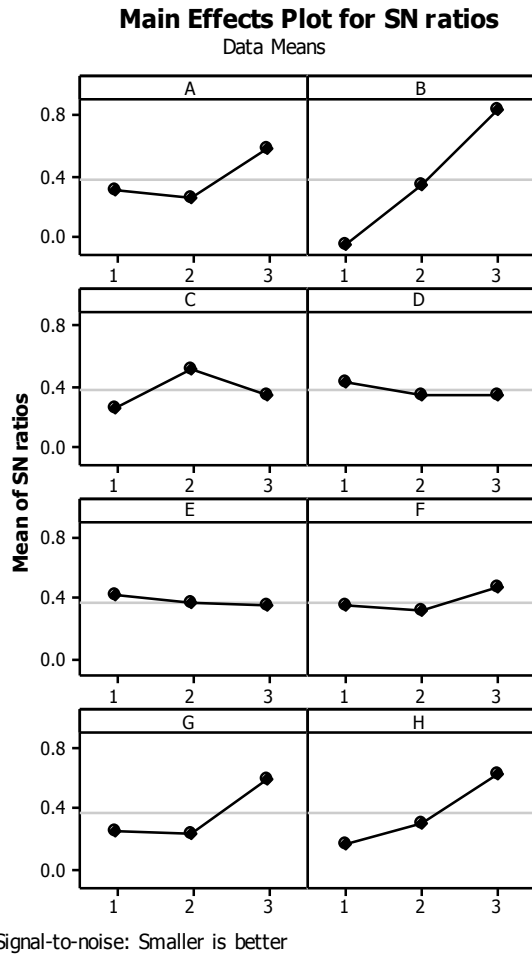 Main Effects Plot for SN ratios
Data Means
A B
0.8
0.4
0.0
1 2 3 1 2 3
C D
0.8
0.4
0.0
1 2 3 1 2 3
E F
0.8
0.4
0.0
1 2 3 1 2 3
G H
0.8
0.4
0.0
1 2 3 1 2 3
Mean of SN ratios
Signal-to-noise: Smaller is better